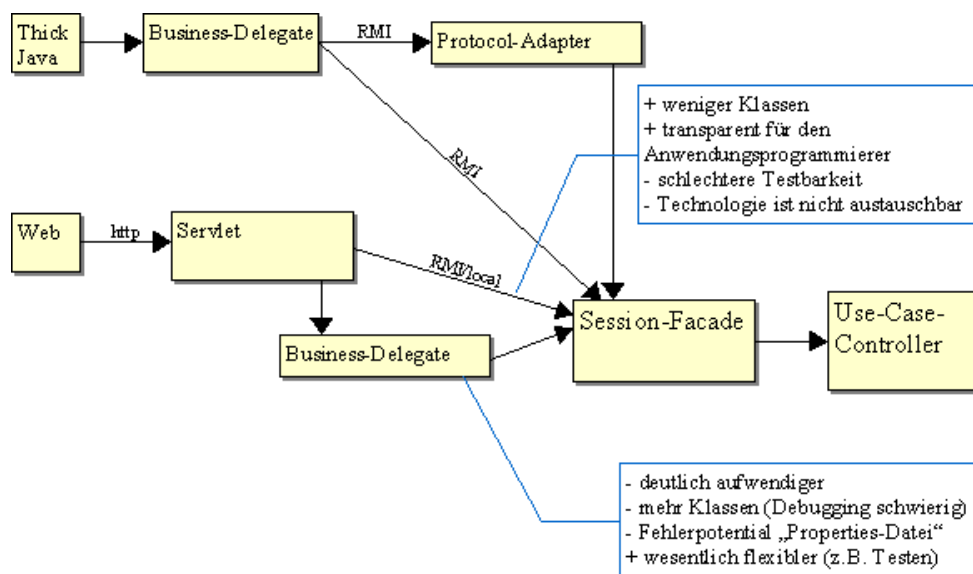 Thick
Java
Business-Delegate
RMI
Protocol-Adapter
+ weniger Klassen
+ transparent für den
Anwendungsprogrammierer
- schlechtere Testbarkeit
- Technologie ist nicht austauschbar
RMI
Web
http
Servlet
RMI/local
Session-Facade
Use-Case-
Controller
Business-Delegate
- deutlich aufwendiger
- mehr Klassen (Debugging schwierig)
- Fehlerpotential „Properties-Datei“
+ wesentlich flexibler (z.B. Testen)